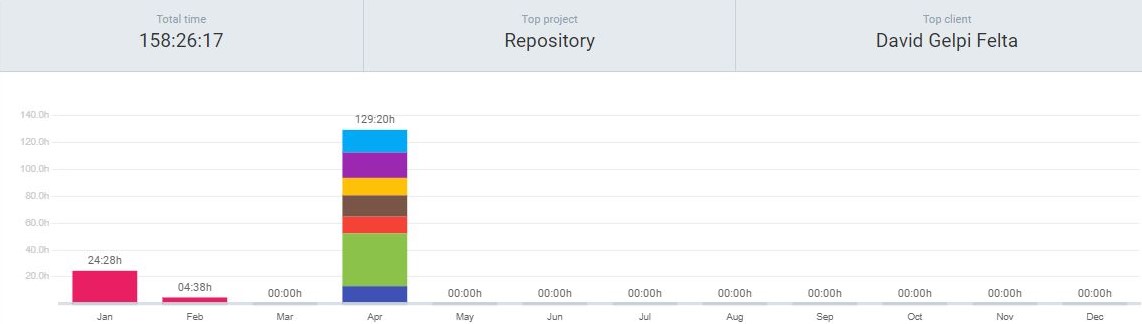 Total time
158:26:17
Top project
Repository
Top client
David Gelpi Felta
140.0h
120.0h
100.0h
80.0h
60.0h
40.0h
20.0h
24:28h
04:38h
00:00h
129:20h
00:00h
00:00h
00:00h
00:00h
00:00h
00:00h
00:00h
00:00h
Jan
Feb
Mar
Apr
May
Jun
Jul
Aug
Sep
Oct
Nov
Dec